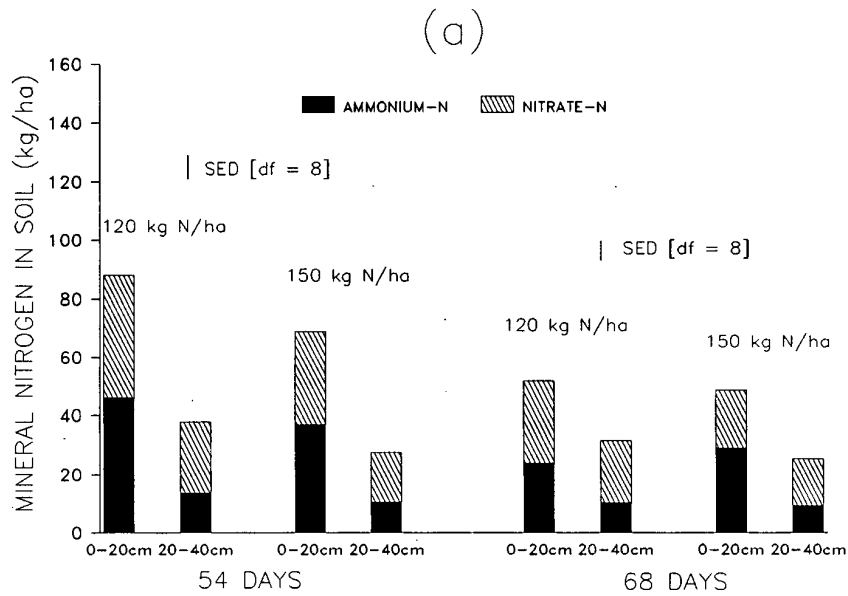 (a)
MINERAL NITROGEN IN SOIL (kg/ha)
160
140
120
100
80
60
40
20
0
AMMONIUM-N
NITRATE-N
SED [df = 8]
120 kg N/ha
150 kg N/ha
SED [df = 8]
120 kg N/ha
150 kg N/ha
0-20cm 20-40cm 0-20cm 20-40cm 0-20cm 20-40cm 0-20cm 20-40cm
54 DAYS 68 DAYS